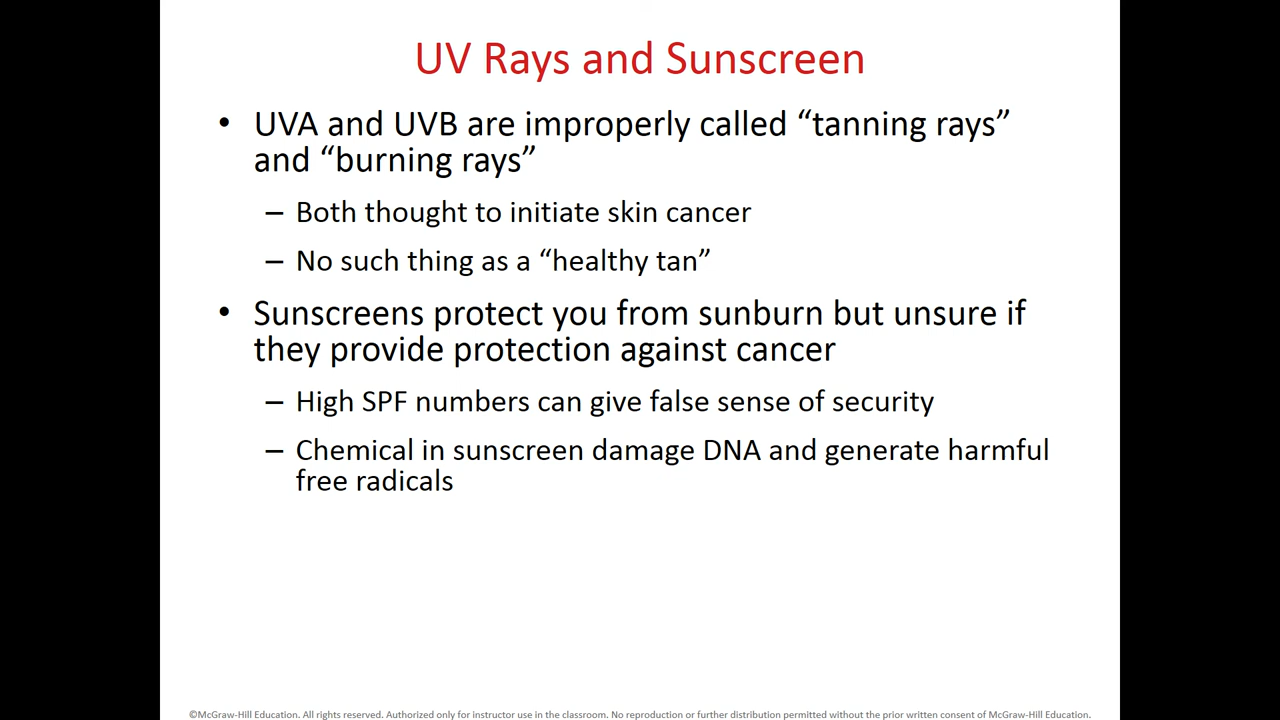 UV Rays and Sunscreen
• UVA and UVB are improperly called “tanning rays”
and “burning rays”
– Both thought to initiate skin cancer
– No such thing as a “healthy tan”
• Sunscreens protect you from sunburn but unsure if
they provide protection against cancer
– High SPF numbers can give false sense of security
– Chemical in sunscreen damage DNA and generate harmful
free radicals
©McGraw-Hill Education. All rights reserved. Authorized only for instructor use in the classroom. No reproduction or further distribution permitted without the prior written consent of McGraw-Hill Education.